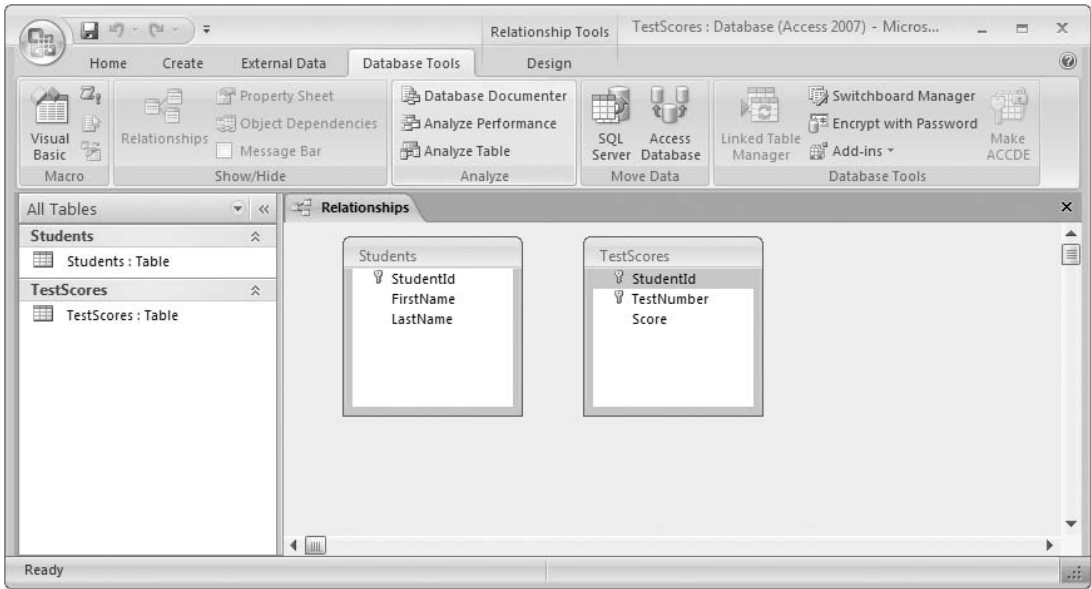 Relationship Tools
TestScores : Database (Access 2007) - Micros...
Home Create External Data Database Tools Design
Visual Basic
Relationships
Property Sheet
Object Dependencies
Message Bar
Database Documenter
Analyze Performance
Analyze Table
SQL Server
Access Database
Linked Table Manager
Switchboard Manager
Encrypt with Password
Add-ins
Make ACCDE
Macro Show/Hide Analyze Move Data Database Tools
All Tables
Students
Students : Table
TestScores
TestScores : Table
Relationships
Students
StudentId
FirstName
LastName
TestScores
StudentId
TestNumber
Score
Ready